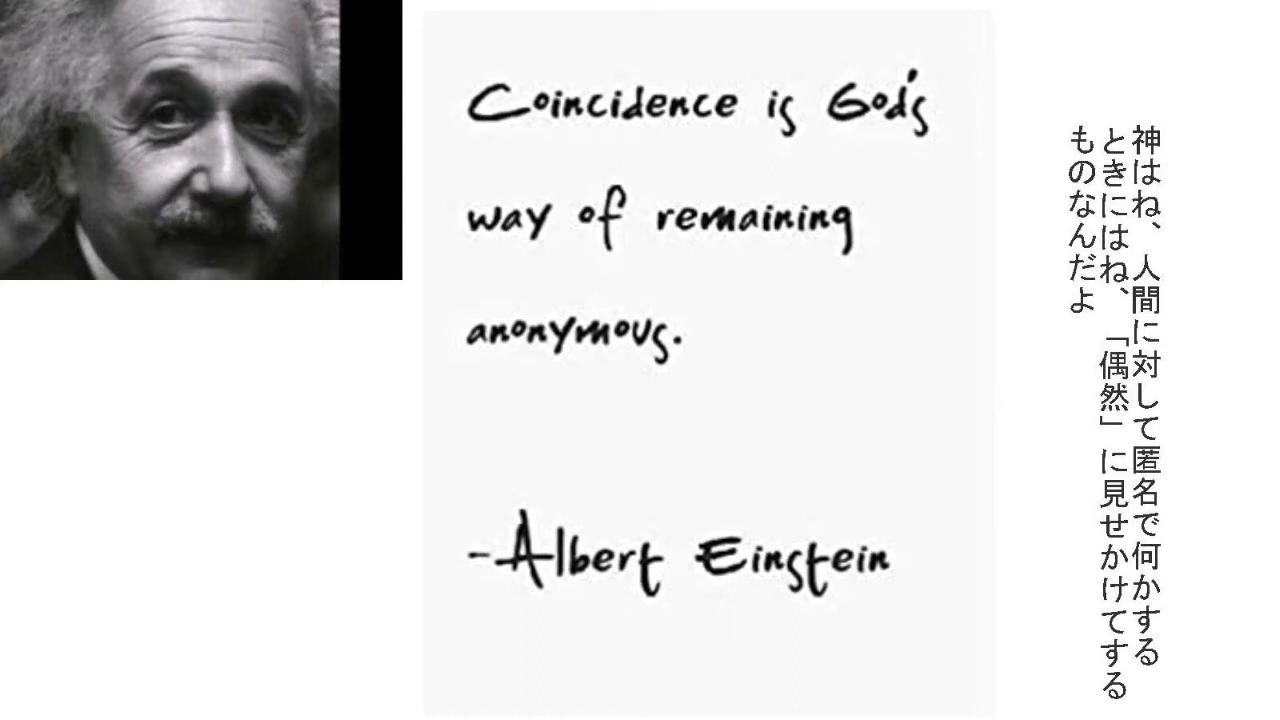 Coincidence is God's
way of remaining
anonymous.
-Albert Einstein
神はね、人間に対して匿名で何かする
ときにはね、「偶然」に見せかけてする
ものなんだよ